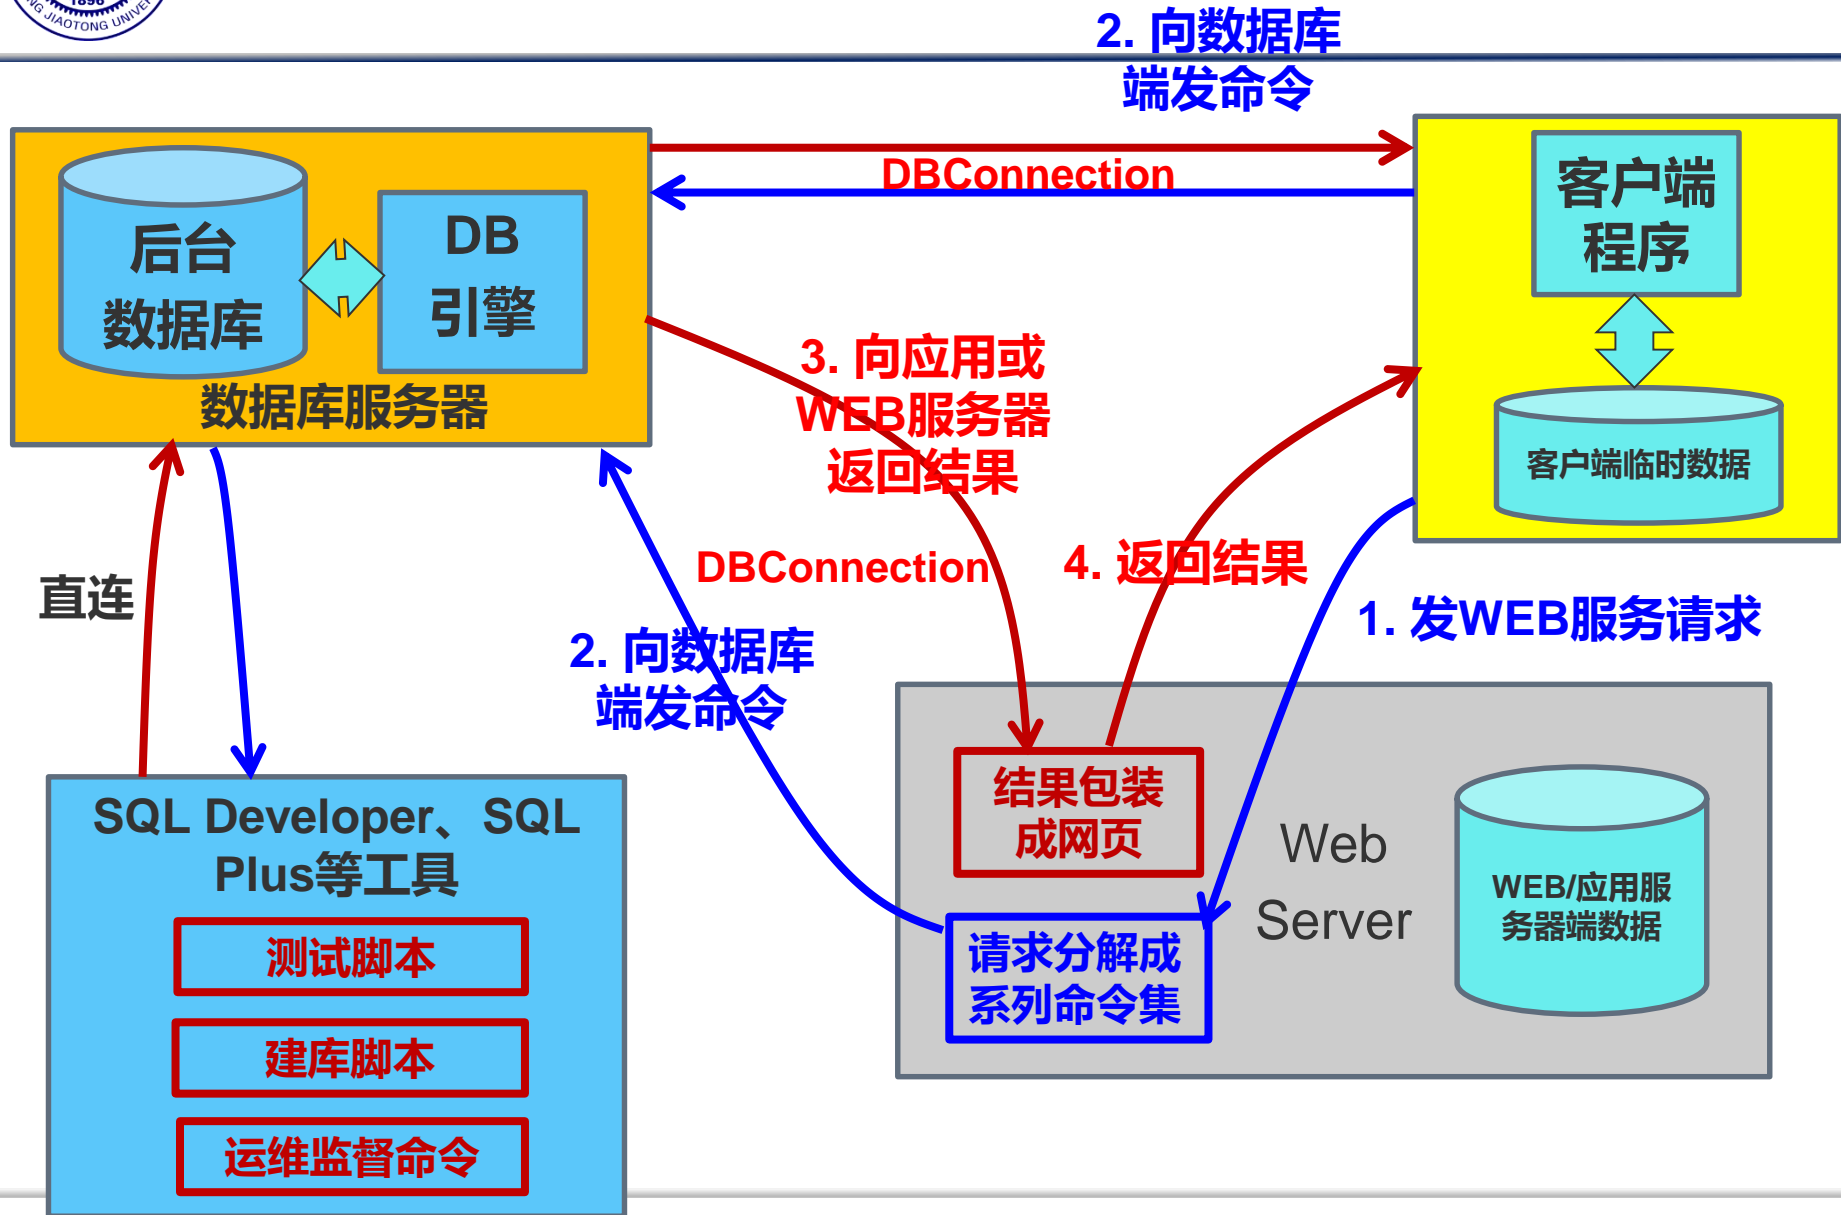 1896
JIAOTONG UNIVE
2. 向数据库
端发命令
DBConnection
后台
数据库
DB
引擎
数据库服务器
客户端
程序
客户端临时数据
3. 向应用或
WEB服务器
返回结果
DBConnection
4. 返回结果
1. 发WEB服务请求
直连
2. 向数据库
端发命令
SQL Developer、SQL
Plus等工具
测试脚本
建库脚本
运维监督命令
结果包装
成网页
请求分解成
系列命令集
Web
Server
WEB/应用服
务器端数据